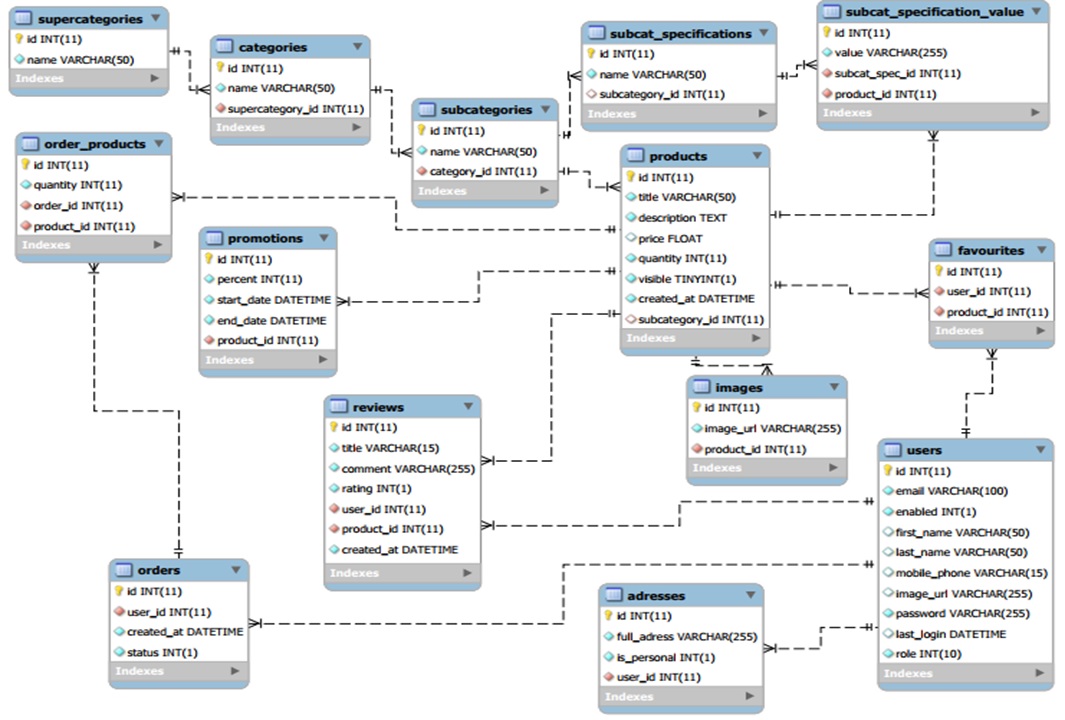 supercategories
id INT(11)
name VARCHAR(50)
Indexes
categories
id INT(11)
name VARCHAR(50)
supercategory_id INT(11)
Indexes
subcategories
id INT(11)
name VARCHAR(50)
category_id INT(11)
Indexes
subcat_specifications
id INT(11)
name VARCHAR(50)
subcategory_id INT(11)
Indexes
subcat_specification_value
id INT(11)
value VARCHAR(255)
subcat_spec_id INT(11)
product_id INT(11)
Indexes
order_products
id INT(11)
quantity INT(11)
order_id INT(11)
product_id INT(11)
Indexes
promotions
id INT(11)
percent INT(11)
start_date DATETIME
end_date DATETIME
product_id INT(11)
Indexes
products
id INT(11)
title VARCHAR(50)
description TEXT
price FLOAT
quantity INT(11)
visible TINYINT(1)
created_at DATETIME
subcategory_id INT(11)
Indexes
favourites
id INT(11)
user_id INT(11)
product_id INT(11)
Indexes
images
id INT(11)
image_url VARCHAR(255)
product_id INT(11)
Indexes
reviews
id INT(11)
title VARCHAR(15)
comment VARCHAR(255)
rating INT(1)
user_id INT(11)
product_id INT(11)
created_at DATETIME
Indexes
users
id INT(11)
email VARCHAR(100)
enabled INT(1)
first_name VARCHAR(50)
last_name VARCHAR(50)
mobile_phone VARCHAR(15)
image_url VARCHAR(255)
password VARCHAR(255)
last_login DATETIME
role INT(10)
Indexes
orders
id INT(11)
user_id INT(11)
created_at DATETIME
status INT(1)
Indexes
adresses
id INT(11)
full_adress VARCHAR(255)
is_personal INT(1)
user_id INT(11)
Indexes